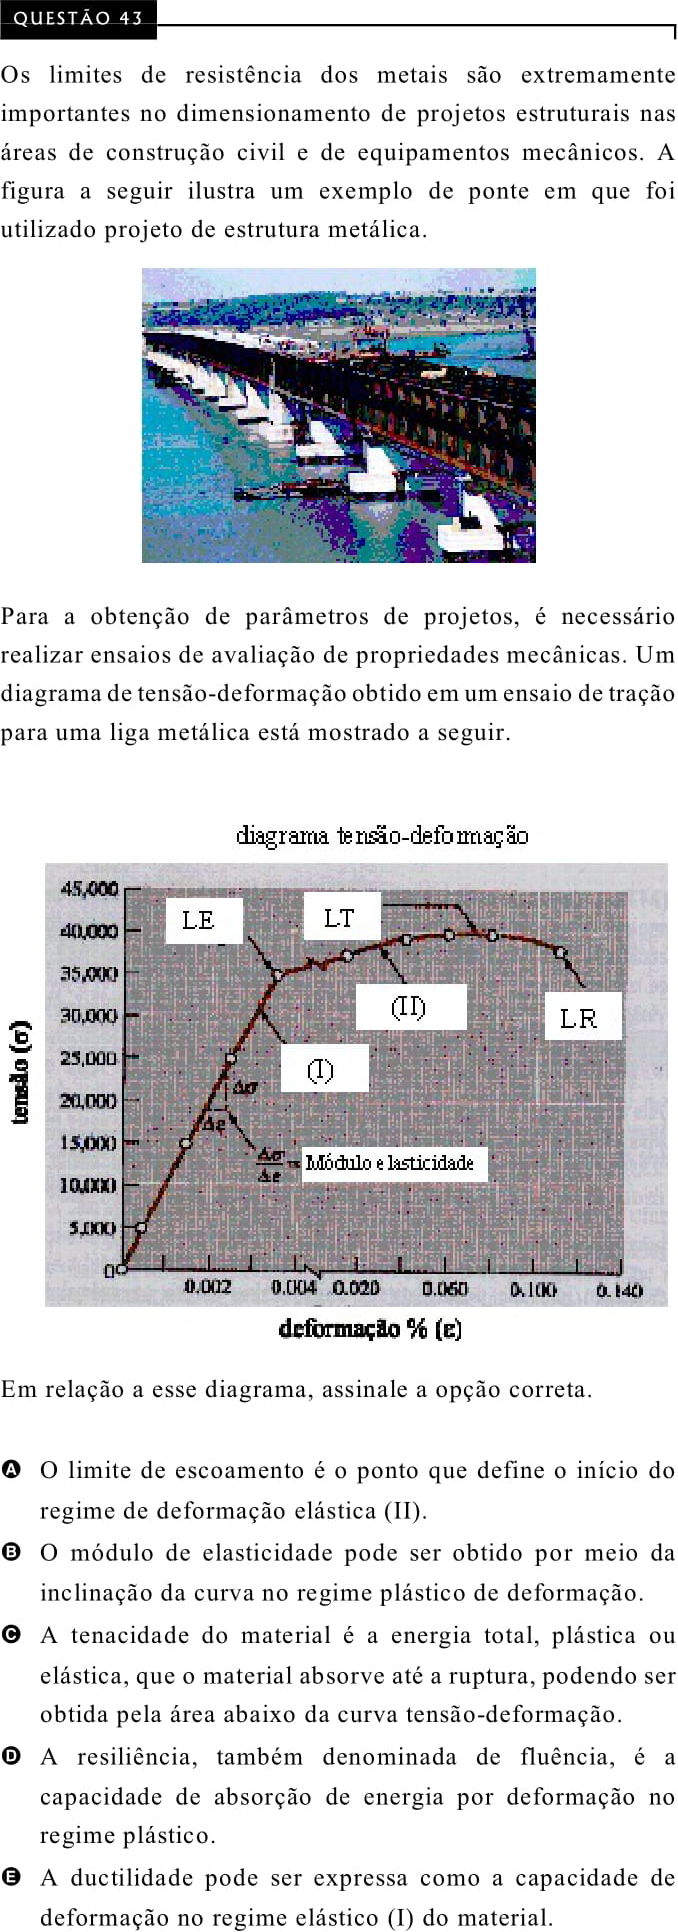 QUESTÃO 43
Os limites de resistência dos metais são extremamente
importantes no dimensionamento de projetos estruturais nas
áreas de construção civil e de equipamentos mecânicos. A
figura a seguir ilustra um exemplo de ponte em que foi
utilizado projeto de estrutura metálica.
Para a obtenção de parâmetros de projetos, é necessário
realizar ensaios de avaliação de propriedades mecânicas. Um
diagrama de tensão-deformação obtido em um ensaio de tração
para uma liga metálica está mostrado a seguir.
diagrama tensão-deformação
45,000
40,000
35,000
30,000
25,000
20,000
15,000
10,000
5,000
0
tensão (σ)
LE
LT
(II)
LR
(I)
Δσ
Δε
Δσ/Δε = Módulo elasticidade
0.002 0.004 0.020 0.060 0.100 0.140
deformação % (ε)
Em relação a esse diagrama, assinale a opção correta.
A O limite de escoamento é o ponto que define o início do
regime de deformação elástica (II).
B O módulo de elasticidade pode ser obtido por meio da
inclinação da curva no regime plástico de deformação.
C A tenacidade do material é a energia total, plástica ou
elástica, que o material absorve até a ruptura, podendo ser
obtida pela área abaixo da curva tensão-deformação.
D A resiliência, também denominada de fluência, é a
capacidade de absorção de energia por deformação no
regime plástico.
E A ductilidade pode ser expressa como a capacidade de
deformação no regime elástico (I) do material.